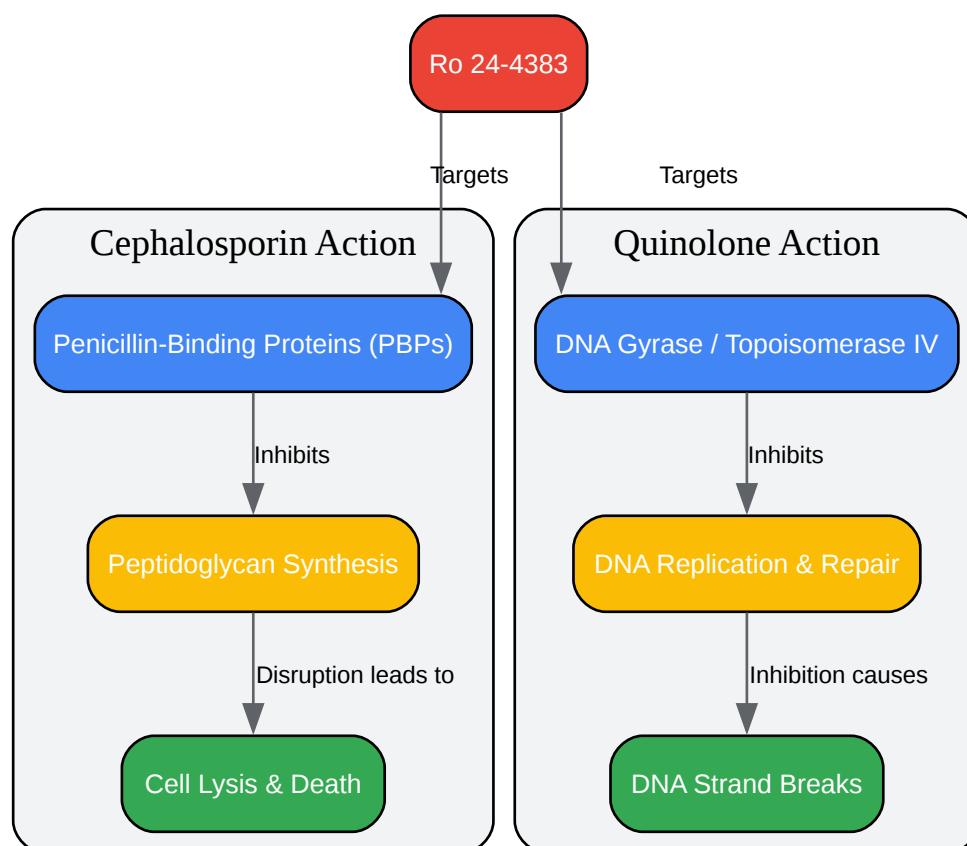 Ro 24-4383
Targets
Targets
Cephalosporin Action
Quinolone Action
Penicillin-Binding Proteins (PBPs)
DNA Gyrase / Topoisomerase IV
Inhibits
Inhibits
Peptidoglycan Synthesis
DNA Replication & Repair
Disruption leads to
Inhibition causes
Cell Lysis & Death
DNA Strand Breaks